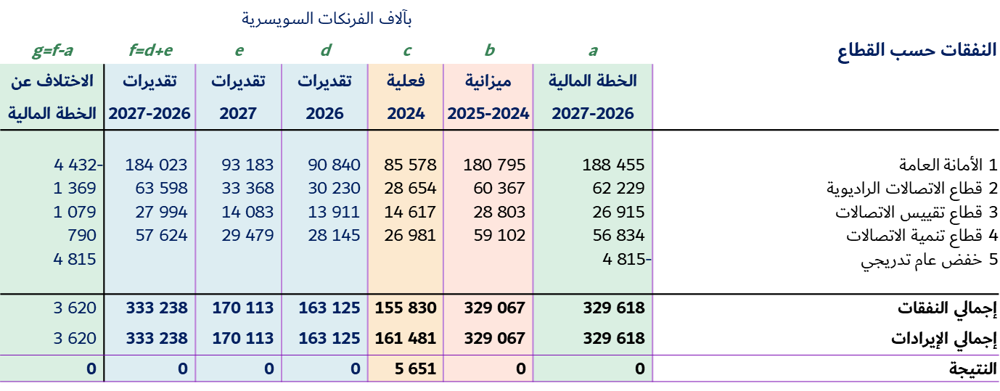 بآلاف الفرنكات السويسرية
النفقات حسب القطاع a b c d e f=d+e g=f-a
الخطة المالية ميزانية فعلية تقديرات تقديرات تقديرات الاختلاف عن
2027-2026 2025-2024 2024 2026 2027 2027-2026 الخطة المالية
1 الأمانة العامة 188 455 180 795 85 578 90 840 93 183 184 023 4 432-
2 قطاع الاتصالات الراديوية 62 229 60 367 28 654 30 230 33 368 63 598 1 369
3 قطاع تقييس الاتصالات 26 915 28 803 14 617 13 911 14 083 27 994 1 079
4 قطاع تنمية الاتصالات 56 834 59 102 26 981 28 145 29 479 57 624 790
5 خفض عام تدريجي 4 815- 4 815
إجمالي النفقات 329 618 329 067 155 830 163 125 170 113 333 238 3 620
إجمالي الإيرادات 329 618 329 067 161 481 163 125 170 113 333 238 3 620
النتيجة 0 0 5 651 0 0 0 0